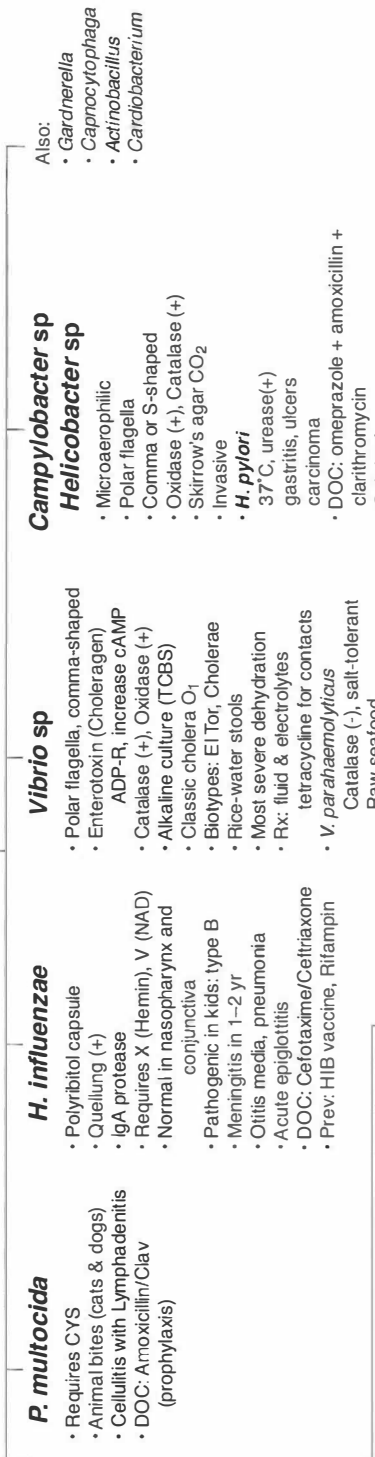 P. multocida
• Requires CYS
• Animal bites (cats & dogs)
• Cellulitis with Lymphadenitis
• DOC: Amoxicillin/Clav
(prophylaxis)
H. influenzae
• Polyribitol capsule
• Quellung (+)
• IgA protease
• Requires X (Hemin), V (NAD)
• Normal in nasopharynx and
conjunctiva
• Pathogenic in kids: type B
• Meningitis in 1–2 yr
• Otitis media, pneumonia
• Acute epiglottitis
• DOC: Cefotaxime/Ceftriaxone
• Prev: HIB vaccine, Rifampin
Vibrio sp
• Polar flagella, comma-shaped
• Enterotoxin (Choleragen)
ADP-R, increase cAMP
• Catalase (+), Oxidase (+)
• Alkaline culture (TCBS)
• Classic cholera O₁
• Biotypes: El Tor, Cholerae
• Rice-water stools
• Most severe dehydration
• Rx: fluid & electrolytes
tetracycline for contacts
• V. parahaemolyticus
Catalase (-), salt-tolerant
Raw seafood
Campylobacter sp
Helicobacter sp
• Microaerophilic
• Polar flagella
• Comma or S-shaped
• Oxidase (+), Catalase (+)
• Skirrow's agar CO₂
• Invasive
• H. pylori
37°C, urease(+)
gastritis, ulcers
carcinoma
• DOC: omeprazole + amoxicillin +
clarithromycin
Also:
• Gardnerella
• Capnocytophaga
• Actinobacillus
• Cardiobacterium